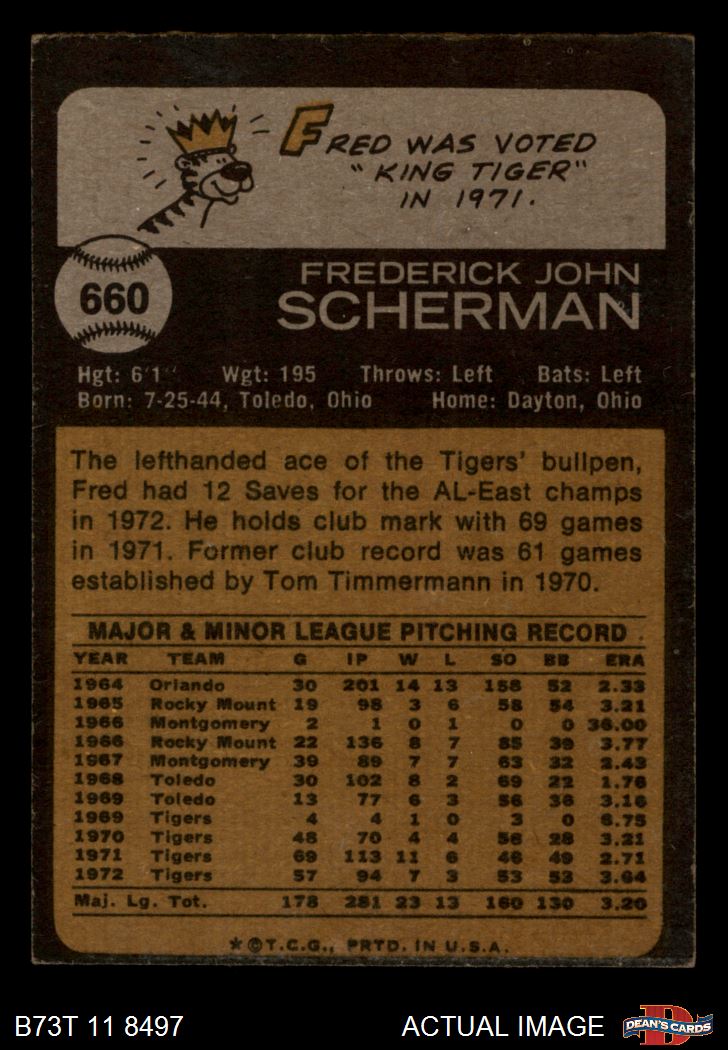 FRED WAS VOTED
"KING TIGER"
IN 1971.
660
FREDERICK JOHN
SCHERMAN
Hgt: 6'1" Wgt: 195 Throws: Left Bats: Left
Born: 7-25-44, Toledo, Ohio Home: Dayton, Ohio
The lefthanded ace of the Tigers' bullpen,
Fred had 12 Saves for the AL-East champs
in 1972. He holds club mark with 69 games
in 1971. Former club record was 61 games
established by Tom Timmermann in 1970.
MAJOR & MINOR LEAGUE PITCHING RECORD
YEAR TEAM G IP W L SO BB ERA
1964 Orlando 30 201 14 13 158 52 2.33
1965 Rocky Mount 19 98 3 6 58 54 3.21
1966 Montgomery 2 1 0 1 0 0 36.00
1966 Rocky Mount 22 136 8 7 85 39 3.77
1967 Montgomery 39 89 7 7 63 32 2.43
1968 Toledo 30 102 8 2 69 22 1.76
1969 Toledo 13 77 6 3 56 36 3.16
1969 Tigers 4 4 1 0 3 0 6.75
1970 Tigers 48 70 4 4 58 28 3.21
1971 Tigers 69 113 11 6 46 49 2.71
1972 Tigers 57 94 7 3 53 53 3.64
Maj. Lg. Tot. 178 281 23 13 160 130 3.20
★©T.C.G., PRTD. IN U.S.A.
B73T 11 8497 ACTUAL IMAGE D DEAN'S CARDS